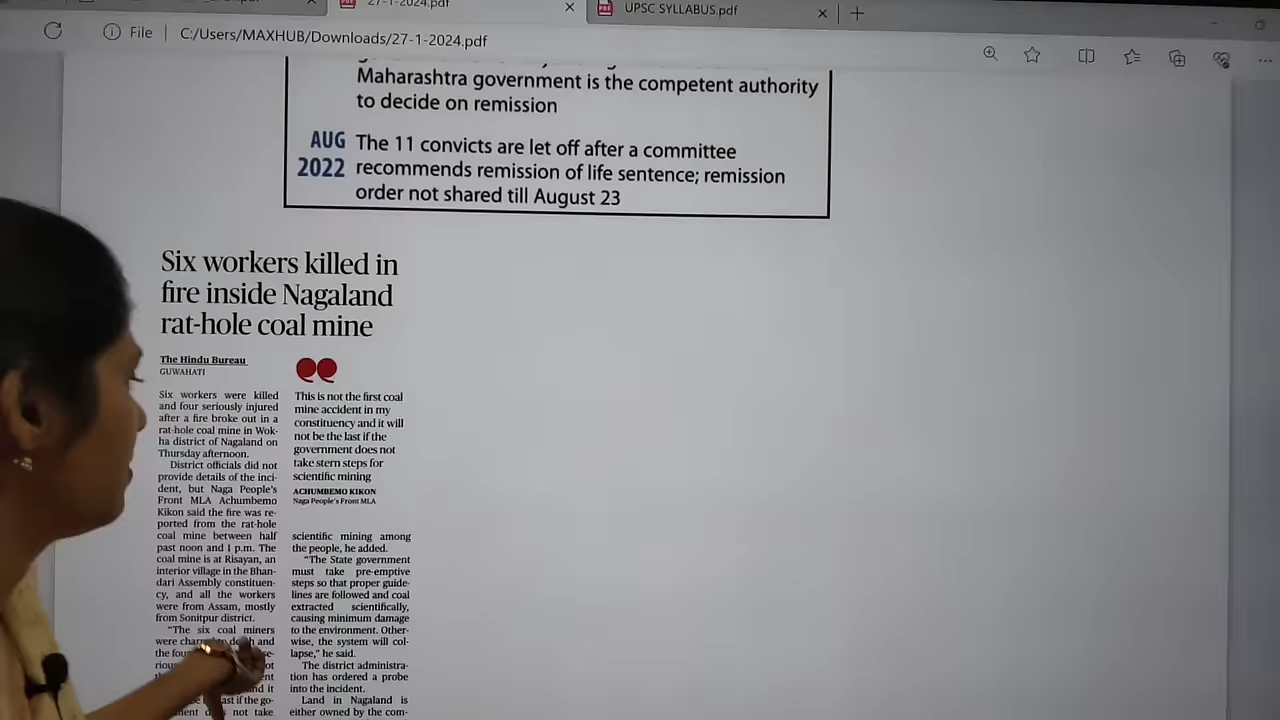 27-1-2024.pdf
UPSC SYLLABUS.pdf
File
C:/Users/MAXHUB/Downloads/27-1-2024.pdf
Maharashtra government is the competent authority
to decide on remission
AUG
2022
The 11 convicts are let off after a committee
recommends remission of life sentence; remission
order not shared till August 23
Six workers killed in
fire inside Nagaland
rat-hole coal mine
The Hindu Bureau
GUWAHATI
Six workers were killed
and four seriously injured
after a fire broke out in a
rat-hole coal mine in Wok-
ha district of Nagaland on
Thursday afternoon.
District officials did not
provide details of the inci-
dent, but Naga People's
Front MLA Achumbemo
Kikon said the fire was re-
ported from the rat-hole
coal mine between half
past noon and 1 p.m. The
coal mine is at Risayan, an
interior village in the Bhan-
dari Assembly constituen-
cy, and all the workers
were from Assam, mostly
from Sonitpur district.
"The six coal miners
were and
the
not take
This is not the first coal
mine accident in my
constituency and it will
not be the last if the
government does not
take stern steps for
scientific mining
ACHUMBEMO KIKON
Naga People's Front MLA
scientific mining among
the people, he added.
"The State government
must take pre-emptive
steps so that proper guide-
lines are followed and coal
extracted scientifically,
causing minimum damage
to the environment. Other-
wise, the system will col-
lapse," he said.
The district administra-
tion has ordered a probe
into the incident.
Land in Nagaland is
either owned by the com-